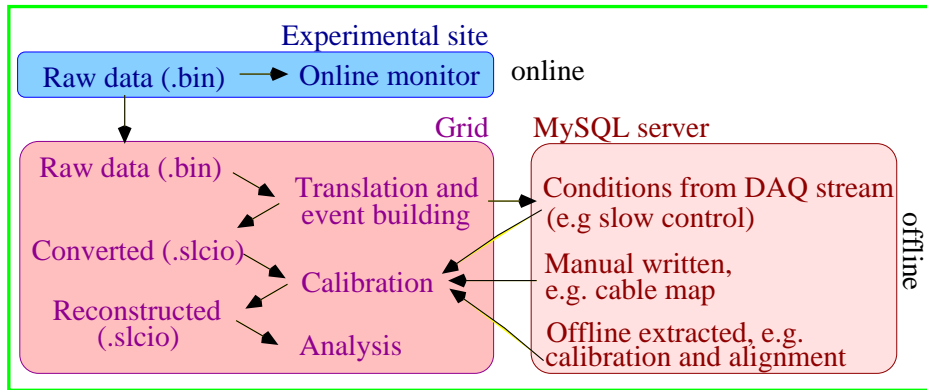 Experimental site
Raw data (.bin)
Online monitor
online
Grid
MySQL server
Raw data (.bin)
Translation and
event building
Converted (.slcio)
Calibration
Reconstructed
(.slcio)
Analysis
Conditions from DAQ stream
(e.g slow control)
Manual written,
e.g. cable map
Offline extracted, e.g.
calibration and alignment
offline